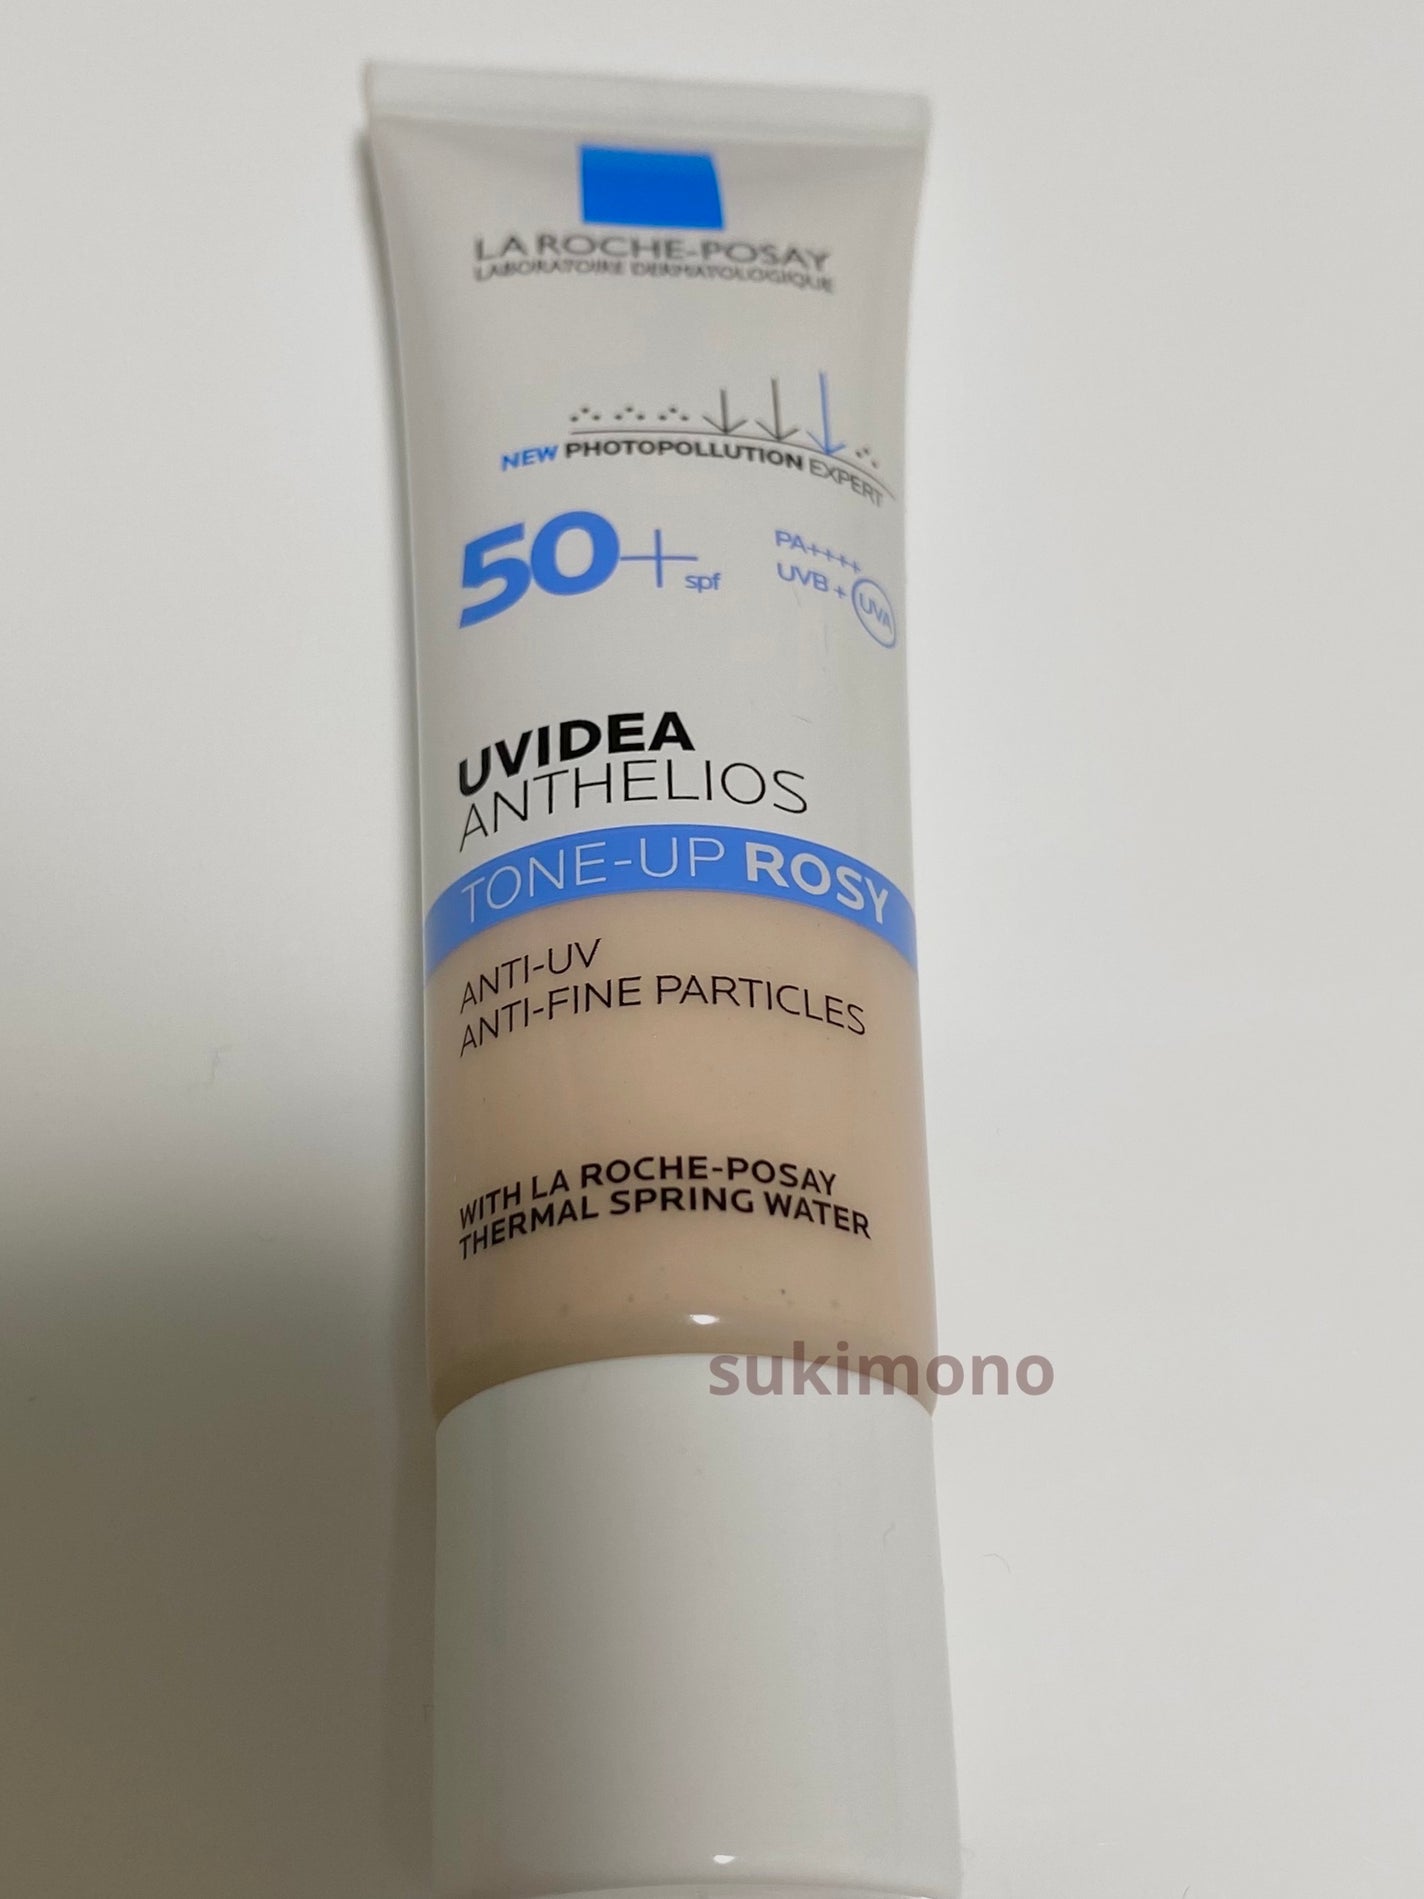 LA ROCHE-POSAY
LABORATOIRE DERMATOLOGIQUE
NEW PHOTOPOLLUTION EXPERT
50+ spf
PA++++
UVB + UVA
UVIDEA
ANTHELIOS
TONE-UP ROSY
ANTI-UV
ANTI-FINE PARTICLES
WITH LA ROCHE-POSAY
THERMAL SPRING WATER
sukimono